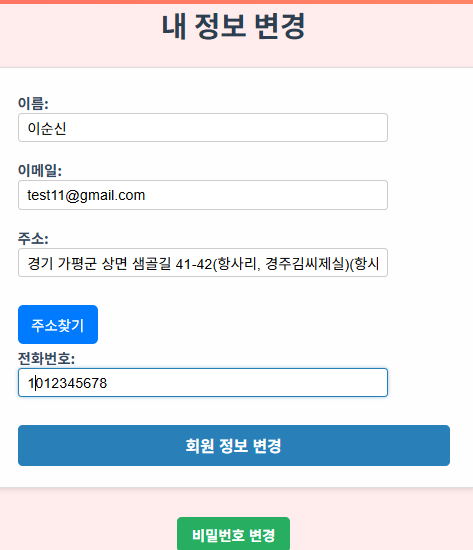 내 정보 변경
이름:
이순신
이메일:
test11@gmail.com
주소:
경기 가평군 상면 샘골길 41-42(항사리, 경주김씨제실)(항시
주소찾기
전화번호:
1012345678
회원 정보 변경
비밀번호 변경